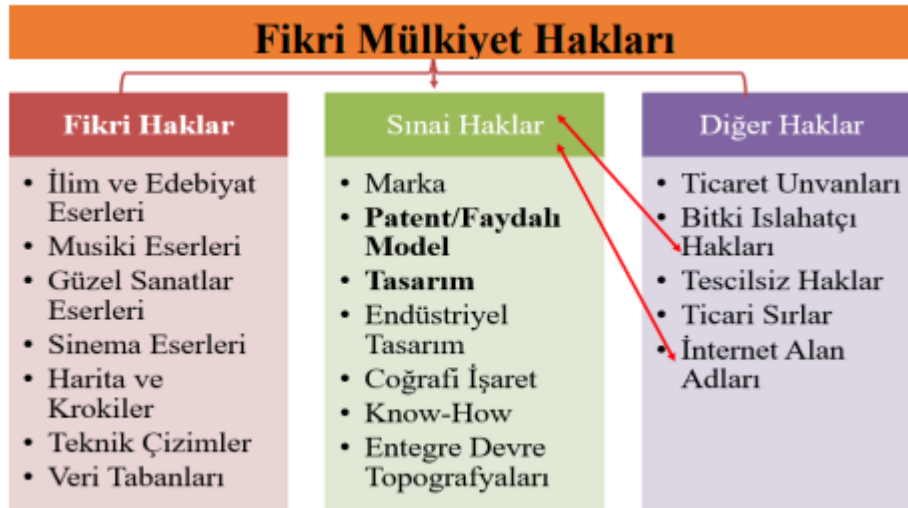 Fikri Mülkiyet Hakları
Fikri Haklar
• İlim ve Edebiyat
Eserleri
• Musiki Eserleri
• Güzel Sanatlar
Eserleri
• Sinema Eserleri
• Harita ve
Krokiler
• Teknik Çizimler
• Veri Tabanları
Sınai Haklar
• Marka
• Patent/Faydalı
Model
• Tasarım
• Endüstriyel
Tasarım
• Coğrafi İşaret
• Know-How
• Entegre Devre
Topografyaları
Diğer Haklar
• Ticaret Unvanları
• Bitki Islahatçı
Hakları
• Tescilsiz Haklar
• Ticari Sırlar
• İnternet Alan
Adları